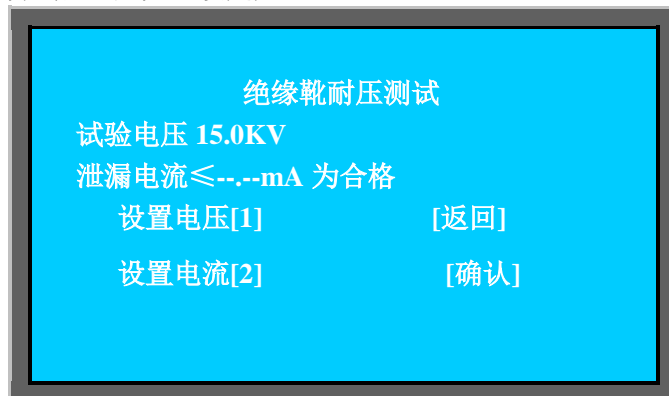 绝缘靴耐压测试
试验电压 15.0KV
泄漏电流≤--.--mA 为合格
设置电压[1] [返回]
设置电流[2] [确认]